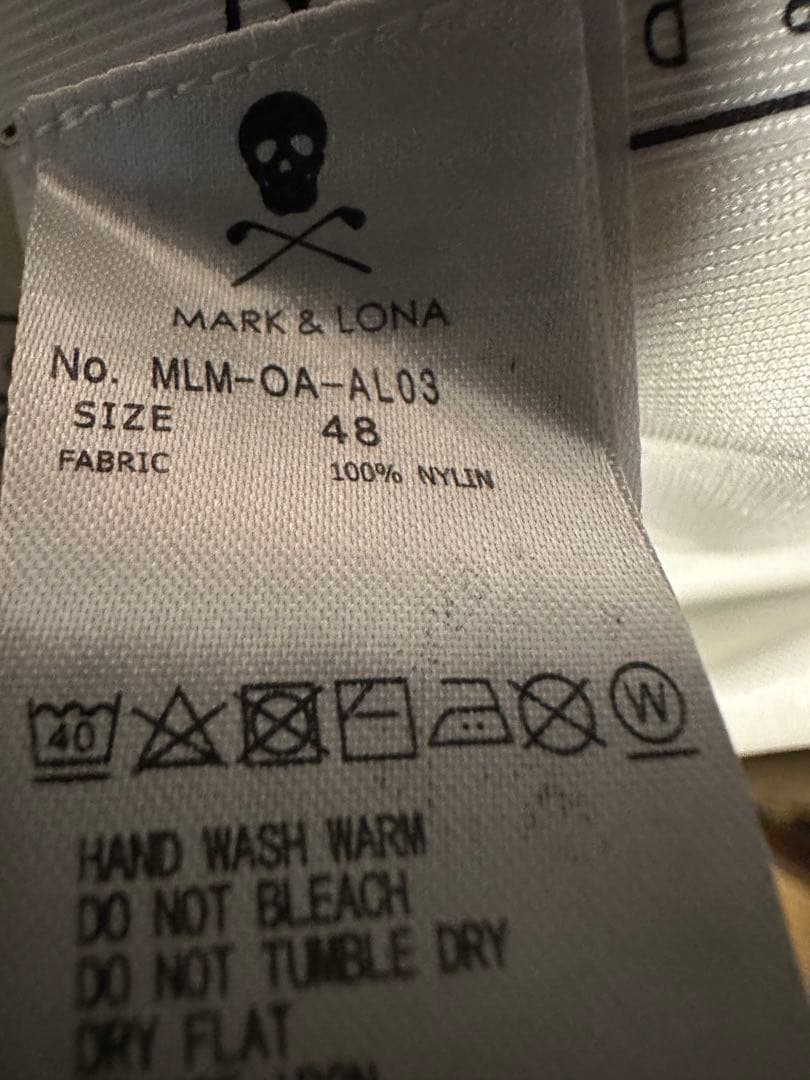 MARK & LONA
No. MLM-OA-AL03
SIZE 48
FABRIC 100% NYLIN
40
W
HAND WASH WARM
DO NOT BLEACH
DO NOT TUMBLE DRY
DRY FLAT